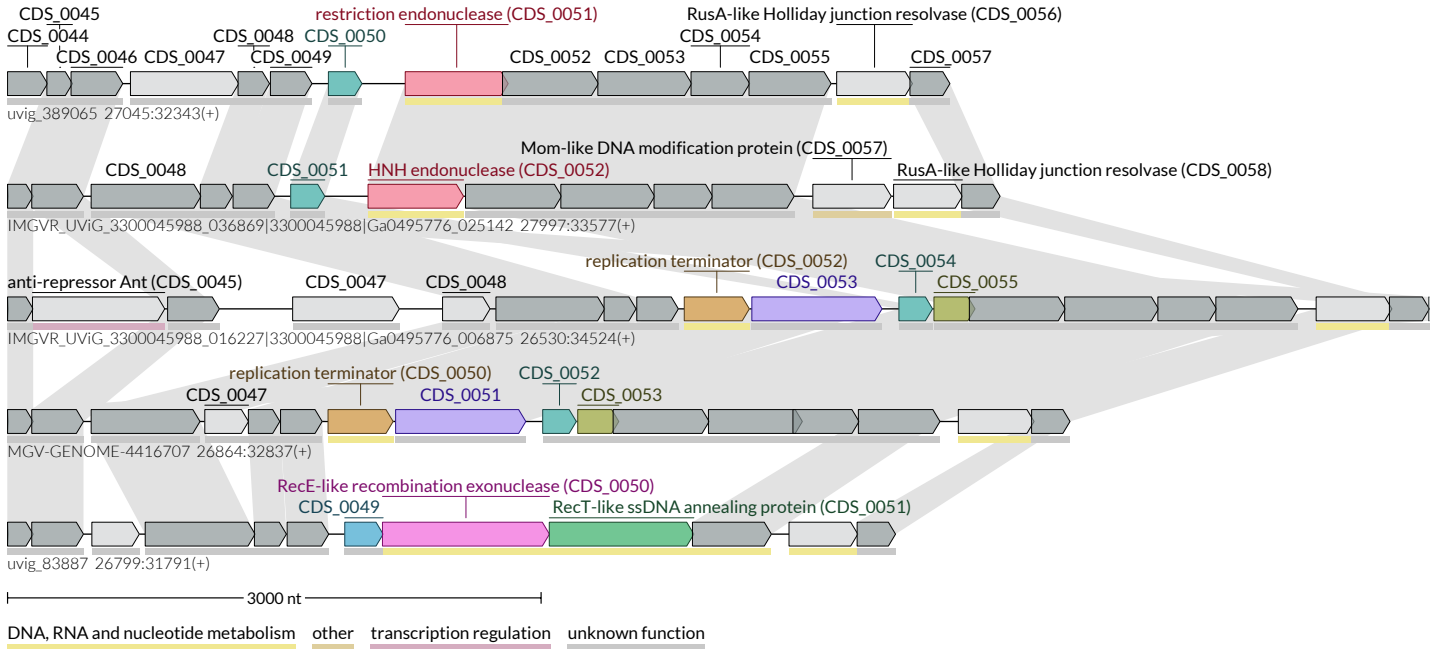 CDS_0045 restriction endonuclease (CDS_0051) RusA-like Holliday junction resolvase (CDS_0056)
CDS_0044 CDS_0048 CDS_0050 CDS_0054
CDS_0046 CDS_0047 CDS_0049 CDS_0052 CDS_0053 CDS_0055 CDS_0057
uvig_389065 27045:32343(+)
Mom-like DNA modification protein (CDS_0057)
CDS_0048 CDS_0051 HNH endonuclease (CDS_0052) RusA-like Holliday junction resolvase (CDS_0058)
IMGVR_UViG_3300045988_036869|3300045988|Ga0495776_025142 27997:33577(+)
replication terminator (CDS_0052) CDS_0054
anti-repressor Ant (CDS_0045) CDS_0047 CDS_0048 CDS_0053 CDS_0055
IMGVR_UViG_3300045988_016227|3300045988|Ga0495776_006875 26530:34524(+)
replication terminator (CDS_0050) CDS_0052
CDS_0047 CDS_0051 CDS_0053
MGV-GENOME-4416707 26864:32837(+)
RecE-like recombination exonuclease (CDS_0050)
CDS_0049 RecT-like ssDNA annealing protein (CDS_0051)
uvig_83887 26799:31791(+)
3000 nt
DNA, RNA and nucleotide metabolism other transcription regulation unknown function